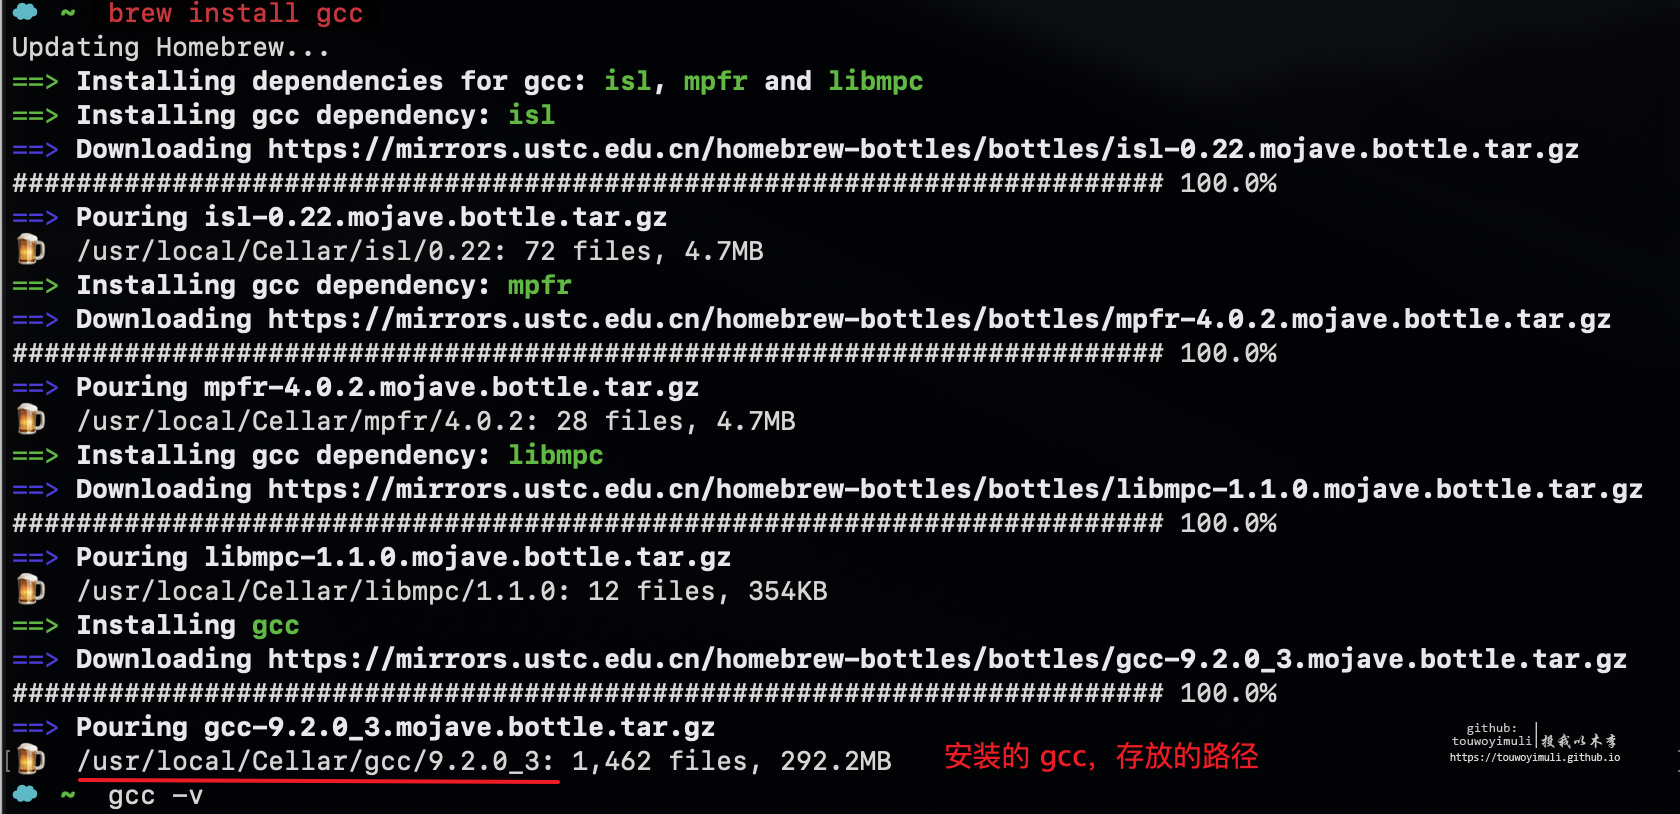 ~ brew install gcc
Updating Homebrew...
==> Installing dependencies for gcc: isl, mpfr and libmpc
==> Installing gcc dependency: isl
==> Downloading https://mirrors.ustc.edu.cn/homebrew-bottles/bottles/isl-0.22.mojave.bottle.tar.gz
######################################################################## 100.0%
==> Pouring isl-0.22.mojave.bottle.tar.gz
🍺 /usr/local/Cellar/isl/0.22: 72 files, 4.7MB
==> Installing gcc dependency: mpfr
==> Downloading https://mirrors.ustc.edu.cn/homebrew-bottles/bottles/mpfr-4.0.2.mojave.bottle.tar.gz
######################################################################## 100.0%
==> Pouring mpfr-4.0.2.mojave.bottle.tar.gz
🍺 /usr/local/Cellar/mpfr/4.0.2: 28 files, 4.7MB
==> Installing gcc dependency: libmpc
==> Downloading https://mirrors.ustc.edu.cn/homebrew-bottles/bottles/libmpc-1.1.0.mojave.bottle.tar.gz
######################################################################## 100.0%
==> Pouring libmpc-1.1.0.mojave.bottle.tar.gz
🍺 /usr/local/Cellar/libmpc/1.1.0: 12 files, 354KB
==> Installing gcc
==> Downloading https://mirrors.ustc.edu.cn/homebrew-bottles/bottles/gcc-9.2.0_3.mojave.bottle.tar.gz
######################################################################## 100.0%
==> Pouring gcc-9.2.0_3.mojave.bottle.tar.gz
🍺 /usr/local/Cellar/gcc/9.2.0_3: 1,462 files, 292.2MB
安装的 gcc，存放的路径
github:
touwoyimuli|投我以木李
https://touwoyimuli.github.io
~ gcc -v